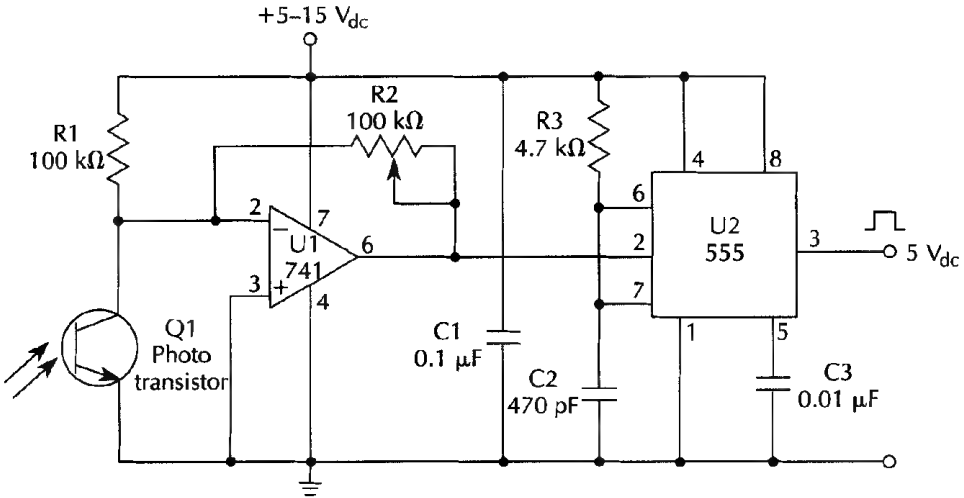 +5–15 Vdc
R1
100 kΩ
R2
100 kΩ
R3
4.7 kΩ
4
8
2
−
7
U1
741
6
3
+
4
6
2
7
U2
555
3
5 Vdc
1
5
Q1
Photo
transistor
C1
0.1 μF
C2
470 pF
C3
0.01 μF